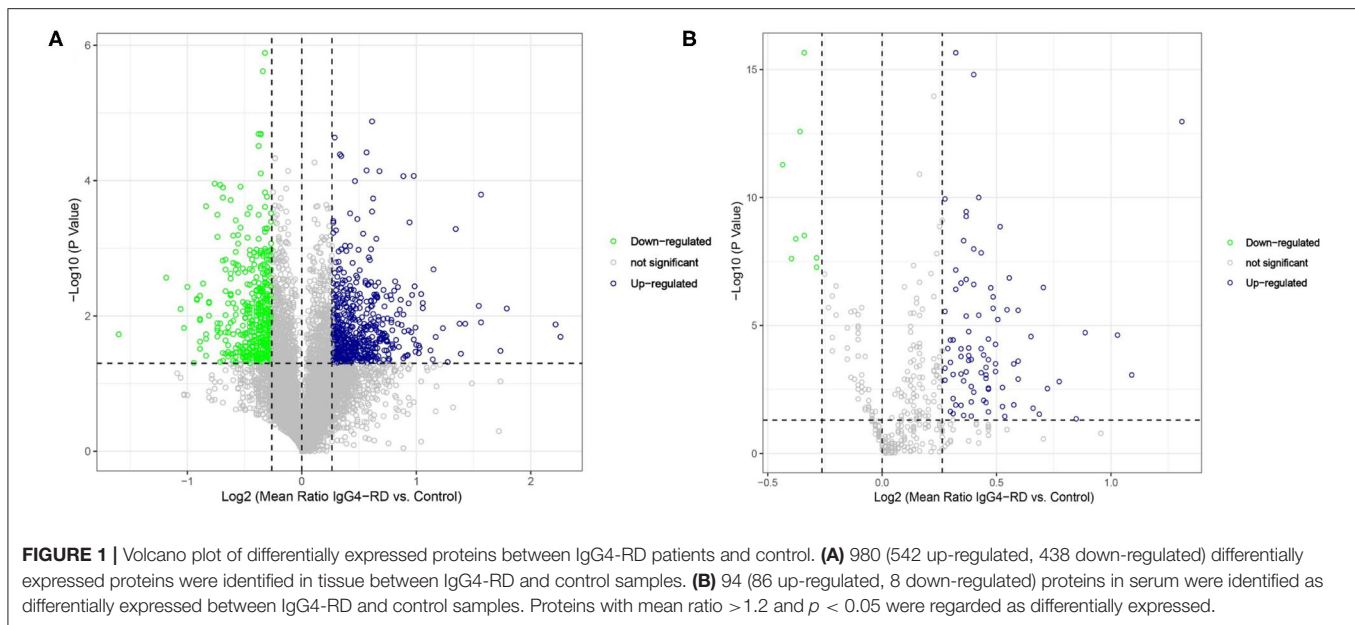 A
6
4
2
0
−Log10 (P Value)
−1
0
1
2
Log2 (Mean Ratio IgG4−RD vs. Control)
Down−regulated
not significant
Up−regulated
B
15
10
5
0
−Log10 (P Value)
−0.5
0.0
0.5
1.0
Log2 (Mean Ratio IgG4−RD vs. Control)
Down−regulated
not significant
Up−regulated
FIGURE 1 | Volcano plot of differentially expressed proteins between IgG4-RD patients and control. (A) 980 (542 up-regulated, 438 down-regulated) differentially
expressed proteins were identified in tissue between IgG4-RD and control samples. (B) 94 (86 up-regulated, 8 down-regulated) proteins in serum were identified as
differentially expressed between IgG4-RD and control samples. Proteins with mean ratio >1.2 and p < 0.05 were regarded as differentially expressed.